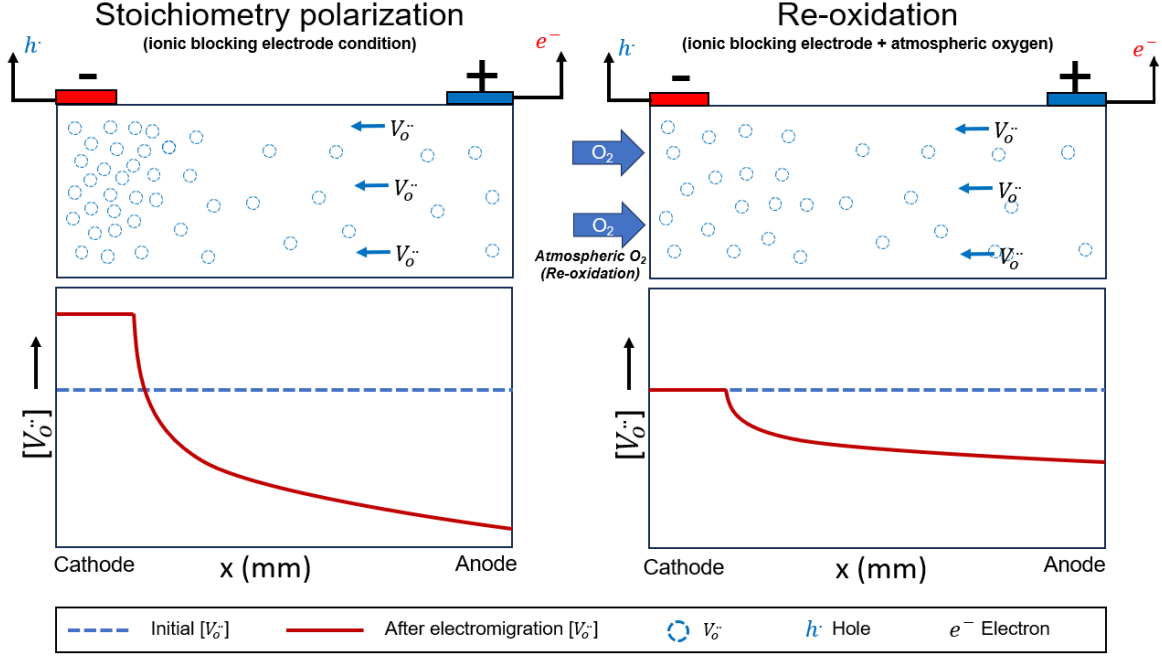 Stoichiometry polarization
(ionic blocking electrode condition)
h·
-
+
e⁻
V_o^{··}
V_o^{··}
V_o^{··}
[V_o^{··}]
Cathode
x (mm)
Anode
Re-oxidation
(ionic blocking electrode + atmospheric oxygen)
h·
-
+
e⁻
O₂
O₂
Atmospheric O₂
(Re-oxidation)
V_o^{··}
V_o^{··}
V_o^{··}
[V_o^{··}]
Cathode
x (mm)
Anode
Initial [V_o^{··}]
After electromigration [V_o^{··}]
V_o^{··}
h· Hole
e⁻ Electron